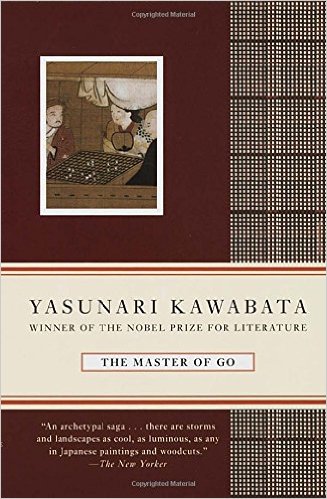 YASUNARI KAWABATA
WINNER OF THE NOBEL PRIZE FOR LITERATURE
THE MASTER OF GO
"An archetypal saga . . . there are storms
and landscapes as cool, as luminous, as any
in Japanese paintings and woodcuts."
—The New Yorker